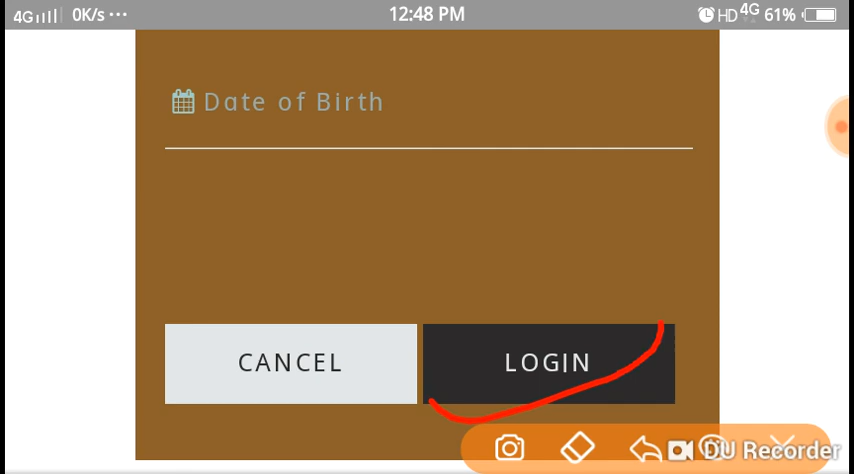 4G 0K/s ••• 12:48 PM HD 4G 61%
Date of Birth
CANCEL LOGIN
DU Recorder